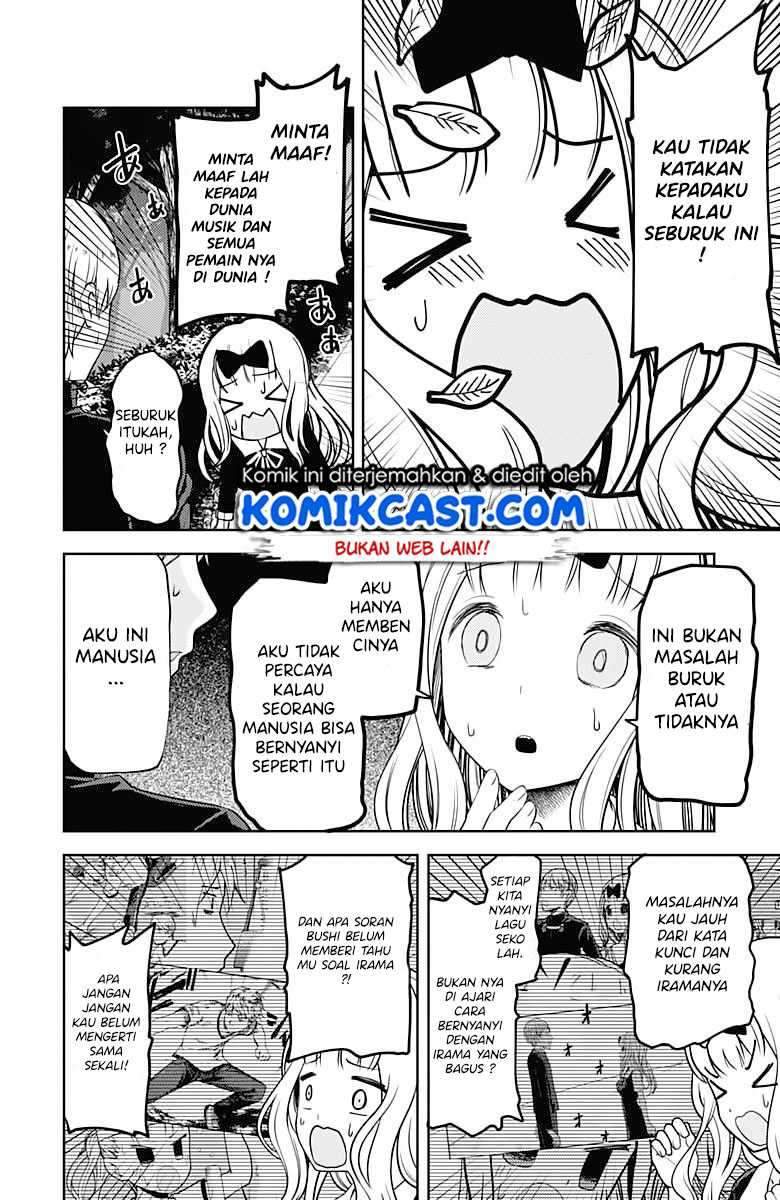 KAU TIDAK
KATAKAN
KEPADAKU
KALAU
SEBURUK INI
!
MINTA
MAAF!
MINTA
MAAF LAH
KEPADA
DUNIA
MUSIK DAN
SEMUA
PEMAIN NYA
DI DUNIA !
あ゛
あ゛
あ゛
あ゛
SEBURUK
ITUKAH,
HUH ?
Komik ini diterjemahkan & diedit oleh
KOMIKCAST.COM
BUKAN WEB LAIN!!
INI BUKAN
MASALAH
BURUK
ATAU
TIDAKNYA
AKU
HANYA
MEMBEN
CINYA
AKU TIDAK
PERCAYA
KALAU
SEORANG
MANUSIA BISA
BERNYANYI
SEPERTI ITU
AKU INI
MANUSIA
...
MASALAHNYA
KAU JAUH
DARI KATA
KUNCI DAN
KURANG
IRAMANYA
SETIAP
KITA
NYANYI
LAGU
SEKO
LAH.
BUKAN NYA
DI AJARI
CARA
BERNYANYI
DENGAN
IRAMA YANG
BAGUS ?
DAN APA SORAN
BUSHI BELUM
MEMBERI TAHU
MU SOAL IRAMA
?!
APA
JANGAN
JANGAN
KAU BELUM
MENGERTI
SAMA
SEKALI!